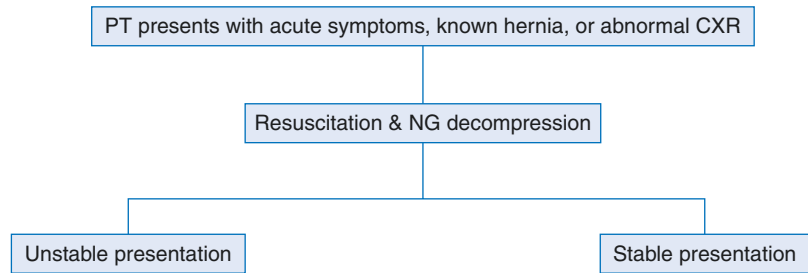 PT presents with acute symptoms, known hernia, or abnormal CXR
Resuscitation & NG decompression
Unstable presentation
Stable presentation